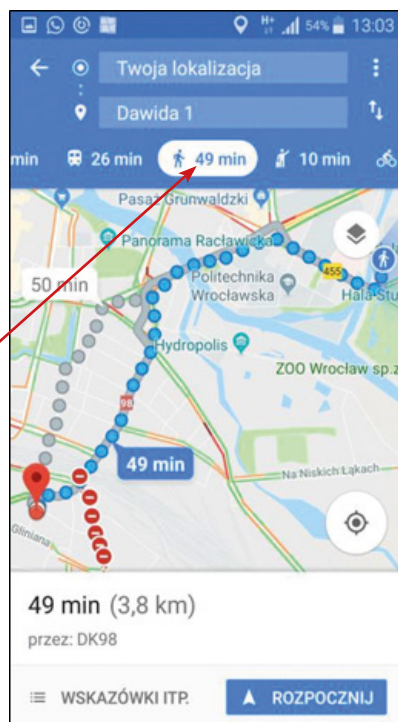 H+ 54% 13:03
Twoja lokalizacja
Dawida 1
min 26 min 49 min 10 min
Pasaż Grunwaldzki
Panorama Racławicka
50 min
Politechnika
Wrocławska
455
Hala Stu
Hydropolis
ZOO Wrocław sp.z
98
49 min
Na Niskich Łąkach
Gliniana
49 min (3,8 km)
przez: DK98
WSKAZÓWKI ITP. ROZPOCZNIJ